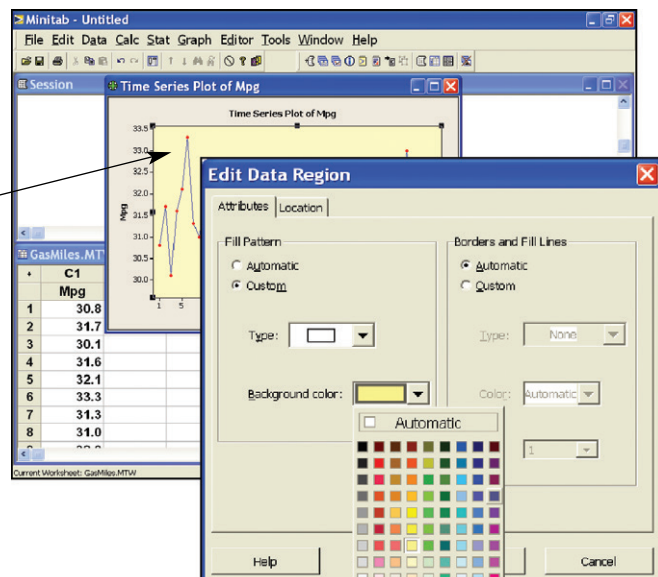 Minitab - Untitled
File Edit Data Calc Stat Graph Editor Tools Window Help
Session
Time Series Plot of Mpg
Time Series Plot of Mpg
33.5
33.0
32.5
32.0
31.5
31.0
30.5
30.0
Mpg
1 5
GasMiles.MTW
C1
Mpg
1 30.8
2 31.7
3 30.1
4 31.6
5 32.1
6 33.3
7 31.3
8 31.0
Current Worksheet: GasMiles.MTW
Edit Data Region
Attributes Location
Fill Pattern
Automatic
Custom
Type:
Background color:
Automatic
Borders and Fill Lines
Automatic
Custom
Type: None
Color: Automatic
1
Help
Cancel